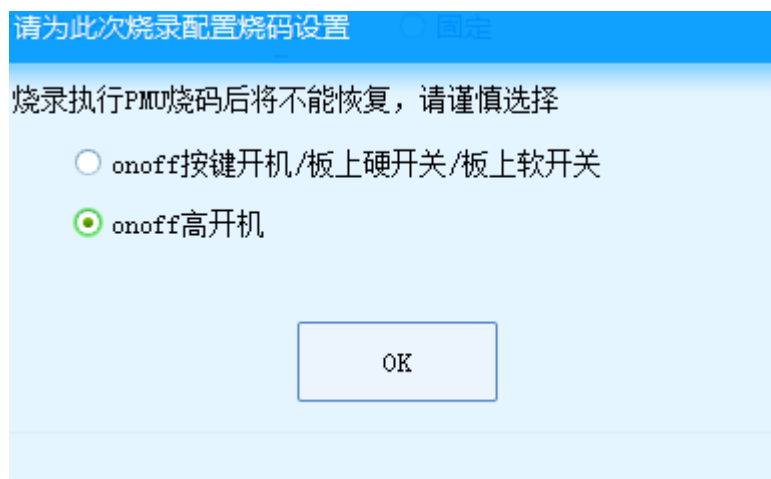 请为此次烧录配置烧码设置 固定
烧录执行PMU烧码后将不能恢复，请谨慎选择
onoff按键开机/板上硬开关/板上软开关
onoff高开机
OK